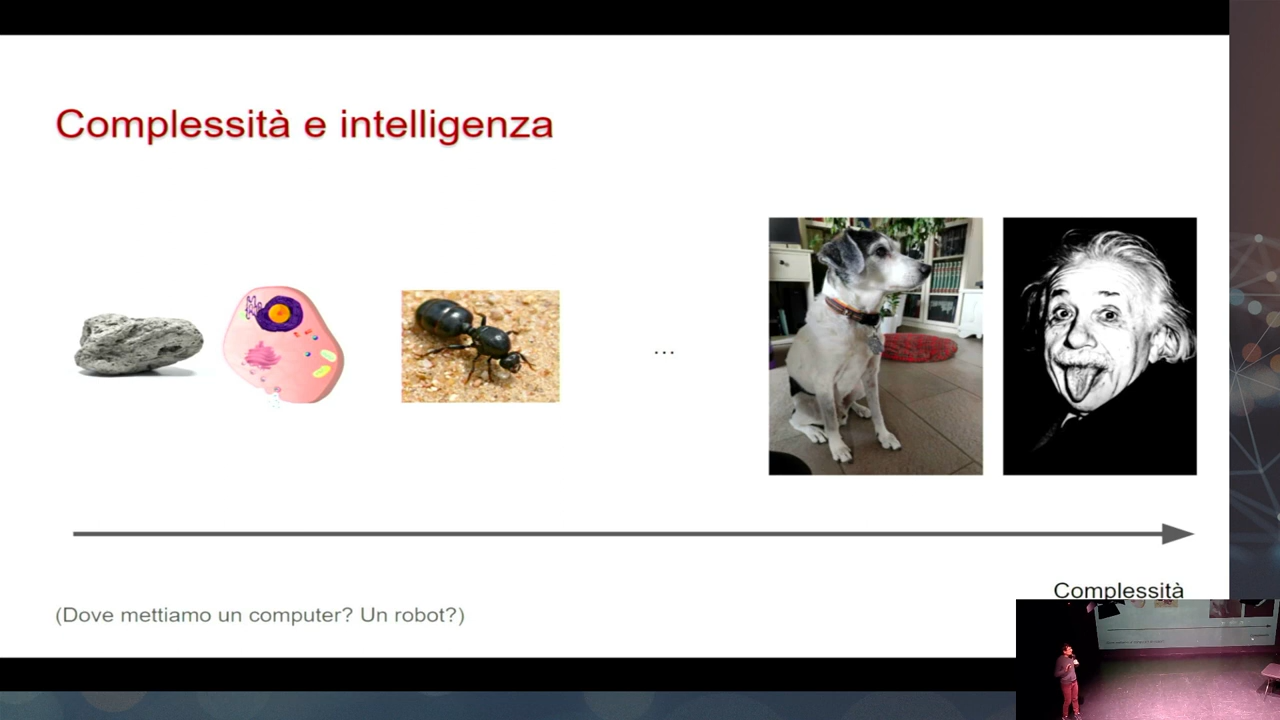 Complessità e intelligenza
...
Complessità
(Dove mettiamo un computer? Un robot?)